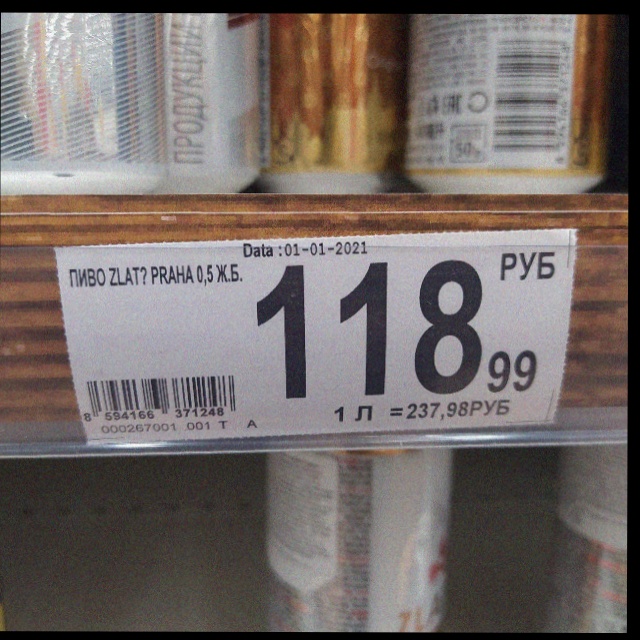 ПРОДУКЦИЯ
50
Data :01-01-2021
ПИВО ZLAT? PRAHA 0,5 Ж.Б.
118 99
РУБ
8 594166 371248
1 Л =237,98РУБ
000267001 001 T A